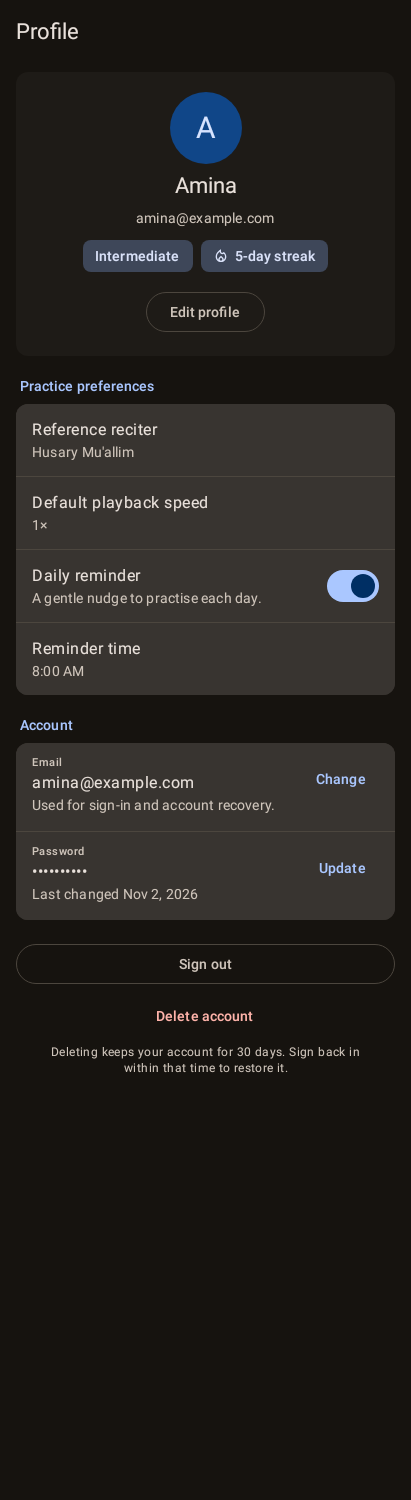 Profile
A
Amina
amina@example.com
Intermediate
5-day streak
Edit profile
Practice preferences
Reference reciter
Husary Mu'allim
Default playback speed
1×
Daily reminder
A gentle nudge to practise each day.
Reminder time
8:00 AM
Account
Email
amina@example.com
Change
Used for sign-in and account recovery.
Password
••••••••••
Update
Last changed Nov 2, 2026
Sign out
Delete account
Deleting keeps your account for 30 days. Sign back in
within that time to restore it.